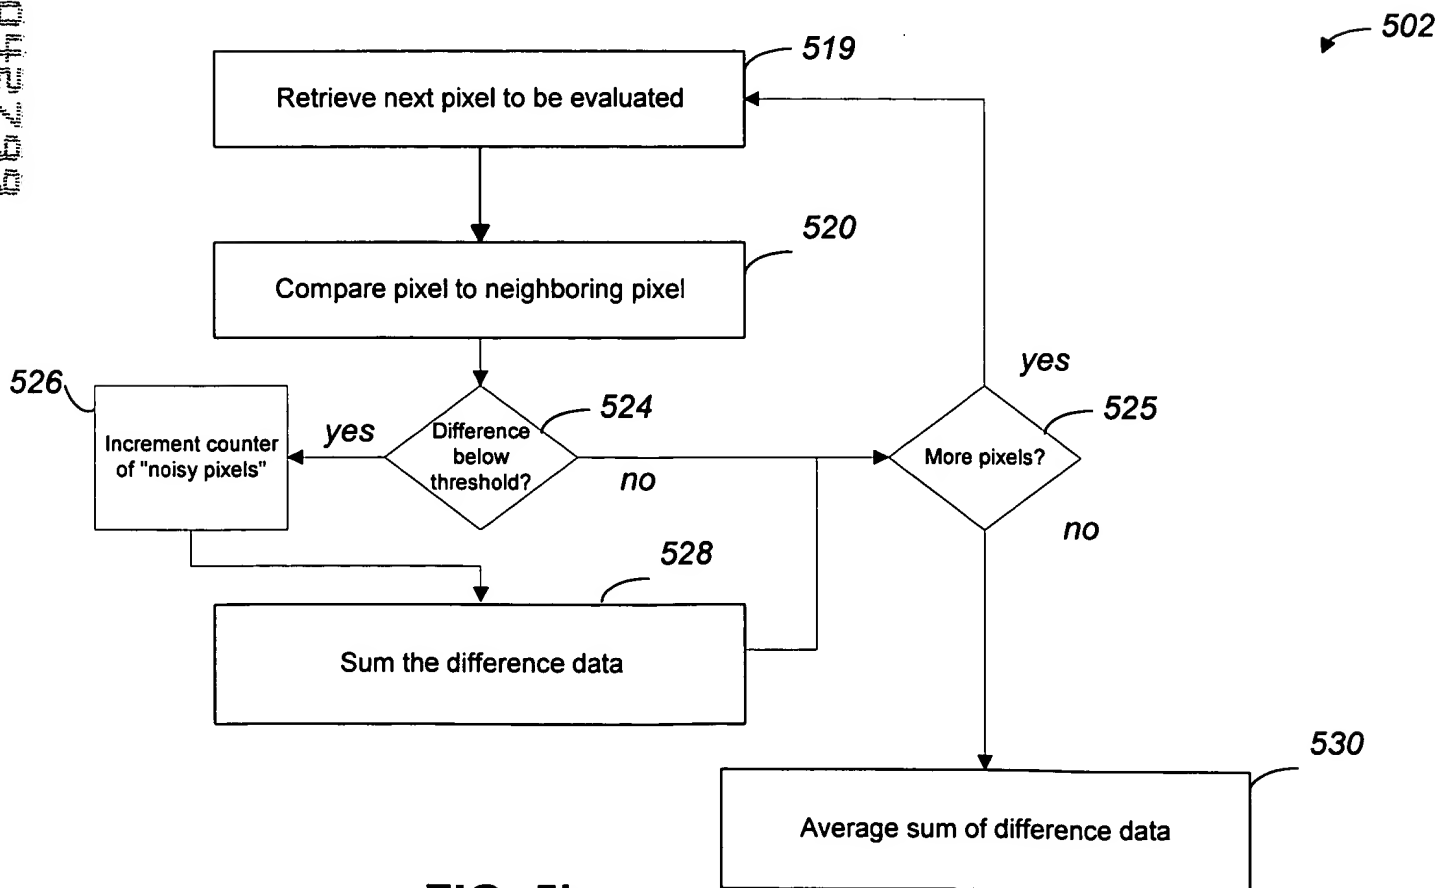 502
519
Retrieve next pixel to be evaluated
520
Compare pixel to neighboring pixel
526
Increment counter
of "noisy pixels"
yes
524
Difference
below
threshold?
no
yes
525
More pixels?
no
528
Sum the difference data
530
Average sum of difference data